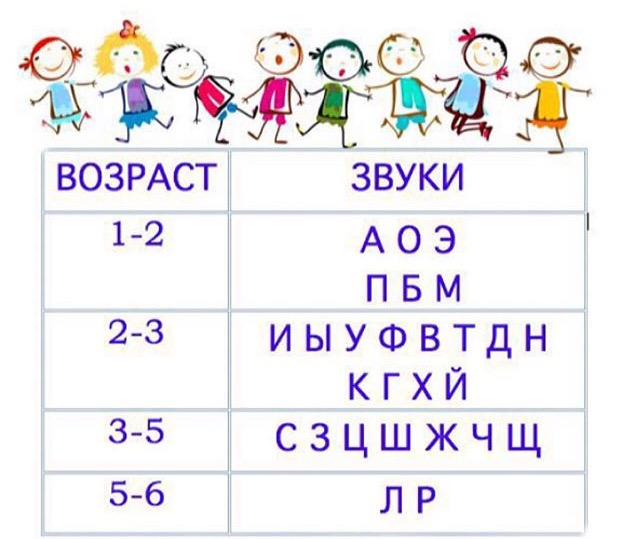 ВОЗРАСТ ЗВУКИ
1-2 А О Э
П Б М
2-3 И Ы У Ф В Т Д Н
К Г Х Й
3-5 С З Ц Ш Ж Ч Щ
5-6 Л Р